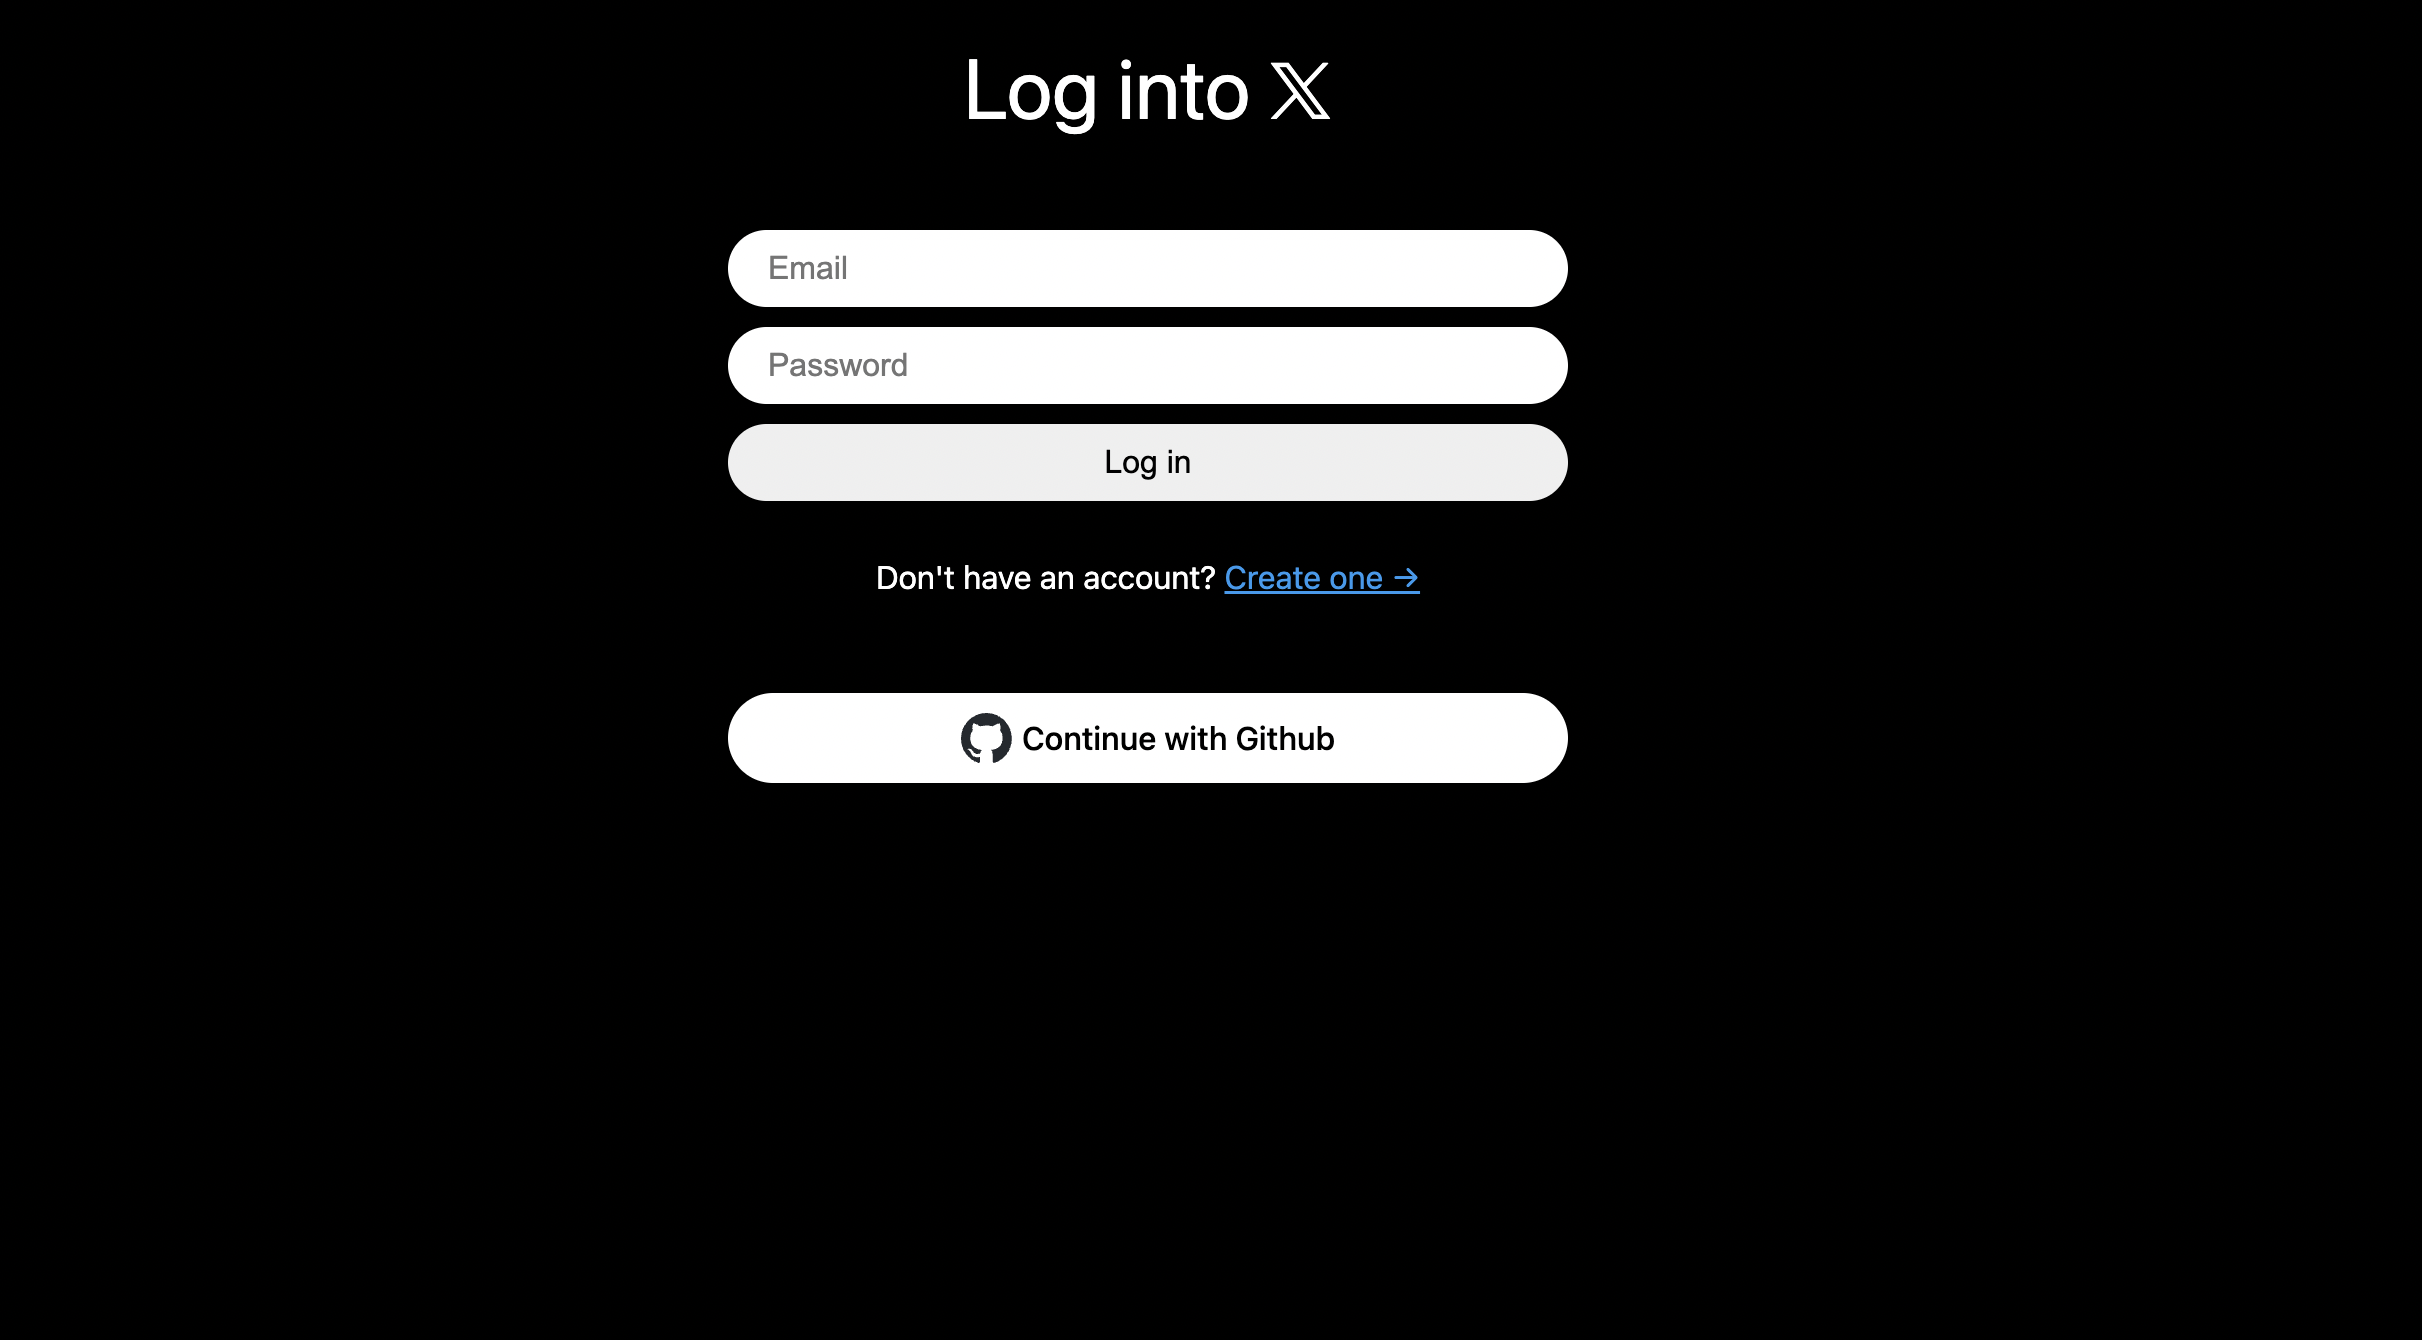 Log into 𝕏
Email
Password
Log in
Don't have an account? Create one →
Continue with Github